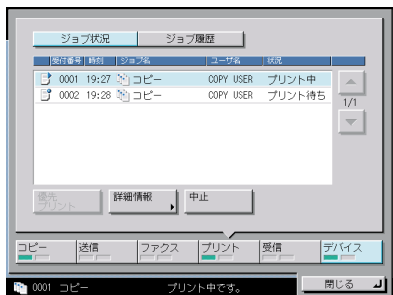 ジョブ状況 ジョブ履歴
受付番号 時刻 ジョブ名 ユーザ名 状況
0001 19:27 コピー COPY USER プリント中
0002 19:28 コピー COPY USER プリント待ち
1/1
優先
プリント
詳細情報 中止
コピー 送信 ファクス プリント 受信 デバイス
0001 コピー プリント中です。 閉じる